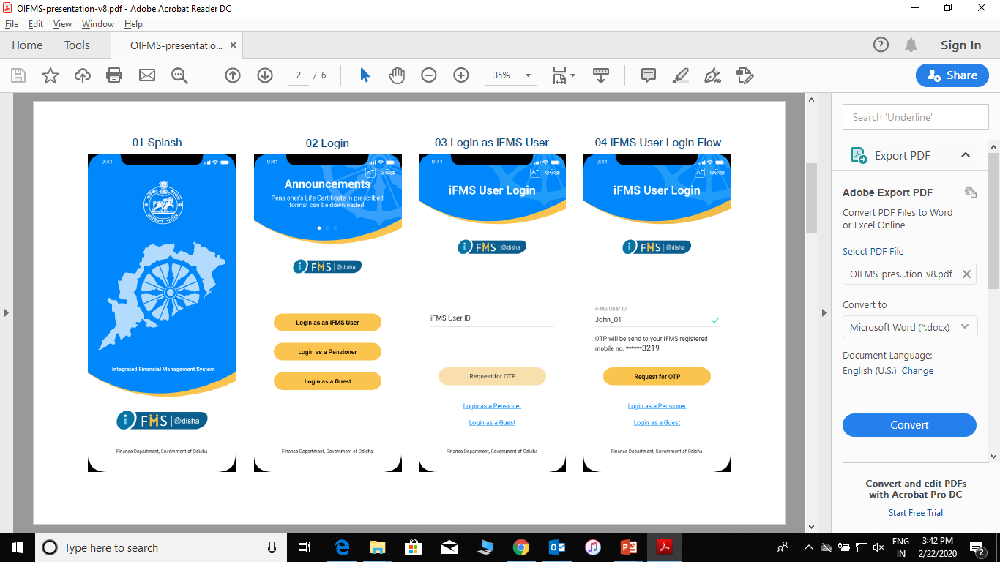 OIFMS-presentation-v8.pdf - Adobe Acrobat Reader DC
File Edit View Window Help
Home Tools OIFMS-presentatio... × Sign In
2 / 6 35% Share
01 Splash
9:41
Integrated Financial Management System
i FMS | @disha
Finance Department, Government of Odisha
02 Login
9:41
A+ ଓଡ଼ିଆ
Announcements
Pensioner's Life Certificate in prescribed
format can be downloaded.
i FMS | @disha
Login as an iFMS User
Login as a Pensioner
Login as a Guest
Finance Department, Government of Odisha
03 Login as iFMS User
9:41
A+ ଓଡ଼ିଆ
iFMS User Login
i FMS | @disha
iFMS User ID
Request for OTP
Login as a Pensioner
Login as a Guest
Finance Department, Government of Odisha
04 iFMS User Login Flow
9:41
A+ ଓଡ଼ିଆ
iFMS User Login
i FMS | @disha
iFMS User ID
John_01
OTP will be send to your IFMS registered
mobile no. ******3219
Request for OTP
Login as a Pensioner
Login as a Guest
Finance Department, Government of Odisha
Search 'Underline'
Export PDF
Adobe Export PDF
Convert PDF Files to Word
or Excel Online
Select PDF File
OIFMS-pres...tion-v8.pdf
Convert to
Microsoft Word (*.docx)
Document Language:
English (U.S.) Change
Convert
Convert and edit PDFs
with Acrobat Pro DC
Start Free Trial
Type here to search
ENG
IN
3:42 PM
2/22/2020
2